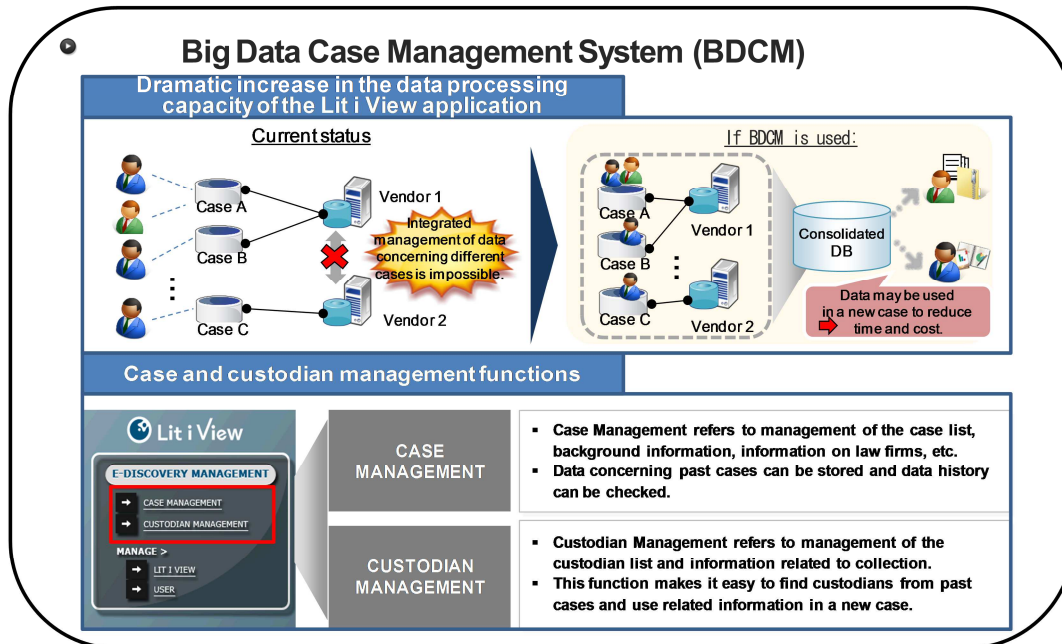 Big Data Case Management System (BDCM)
Dramatic increase in the data processing
capacity of the Lit i View application
Current status
Case A
Case B
Case C
Vendor 1
Integrated
management of data
concerning different
cases is impossible.
Vendor 2
If BDCM is used:
Case A
Case B
Case C
Vendor 1
Vendor 2
Consolidated
DB
Data may be used
in a new case to reduce
time and cost.
Case and custodian management functions
Lit i View
E-DISCOVERY MANAGEMENT
CASE MANAGEMENT
CUSTODIAN MANAGEMENT
MANAGE >
LIT I VIEW
USER
CASE
MANAGEMENT
▪ Case Management refers to management of the case list,
background information, information on law firms, etc.
▪ Data concerning past cases can be stored and data history
can be checked.
CUSTODIAN
MANAGEMENT
▪ Custodian Management refers to management of the
custodian list and information related to collection.
▪ This function makes it easy to find custodians from past
cases and use related information in a new case.